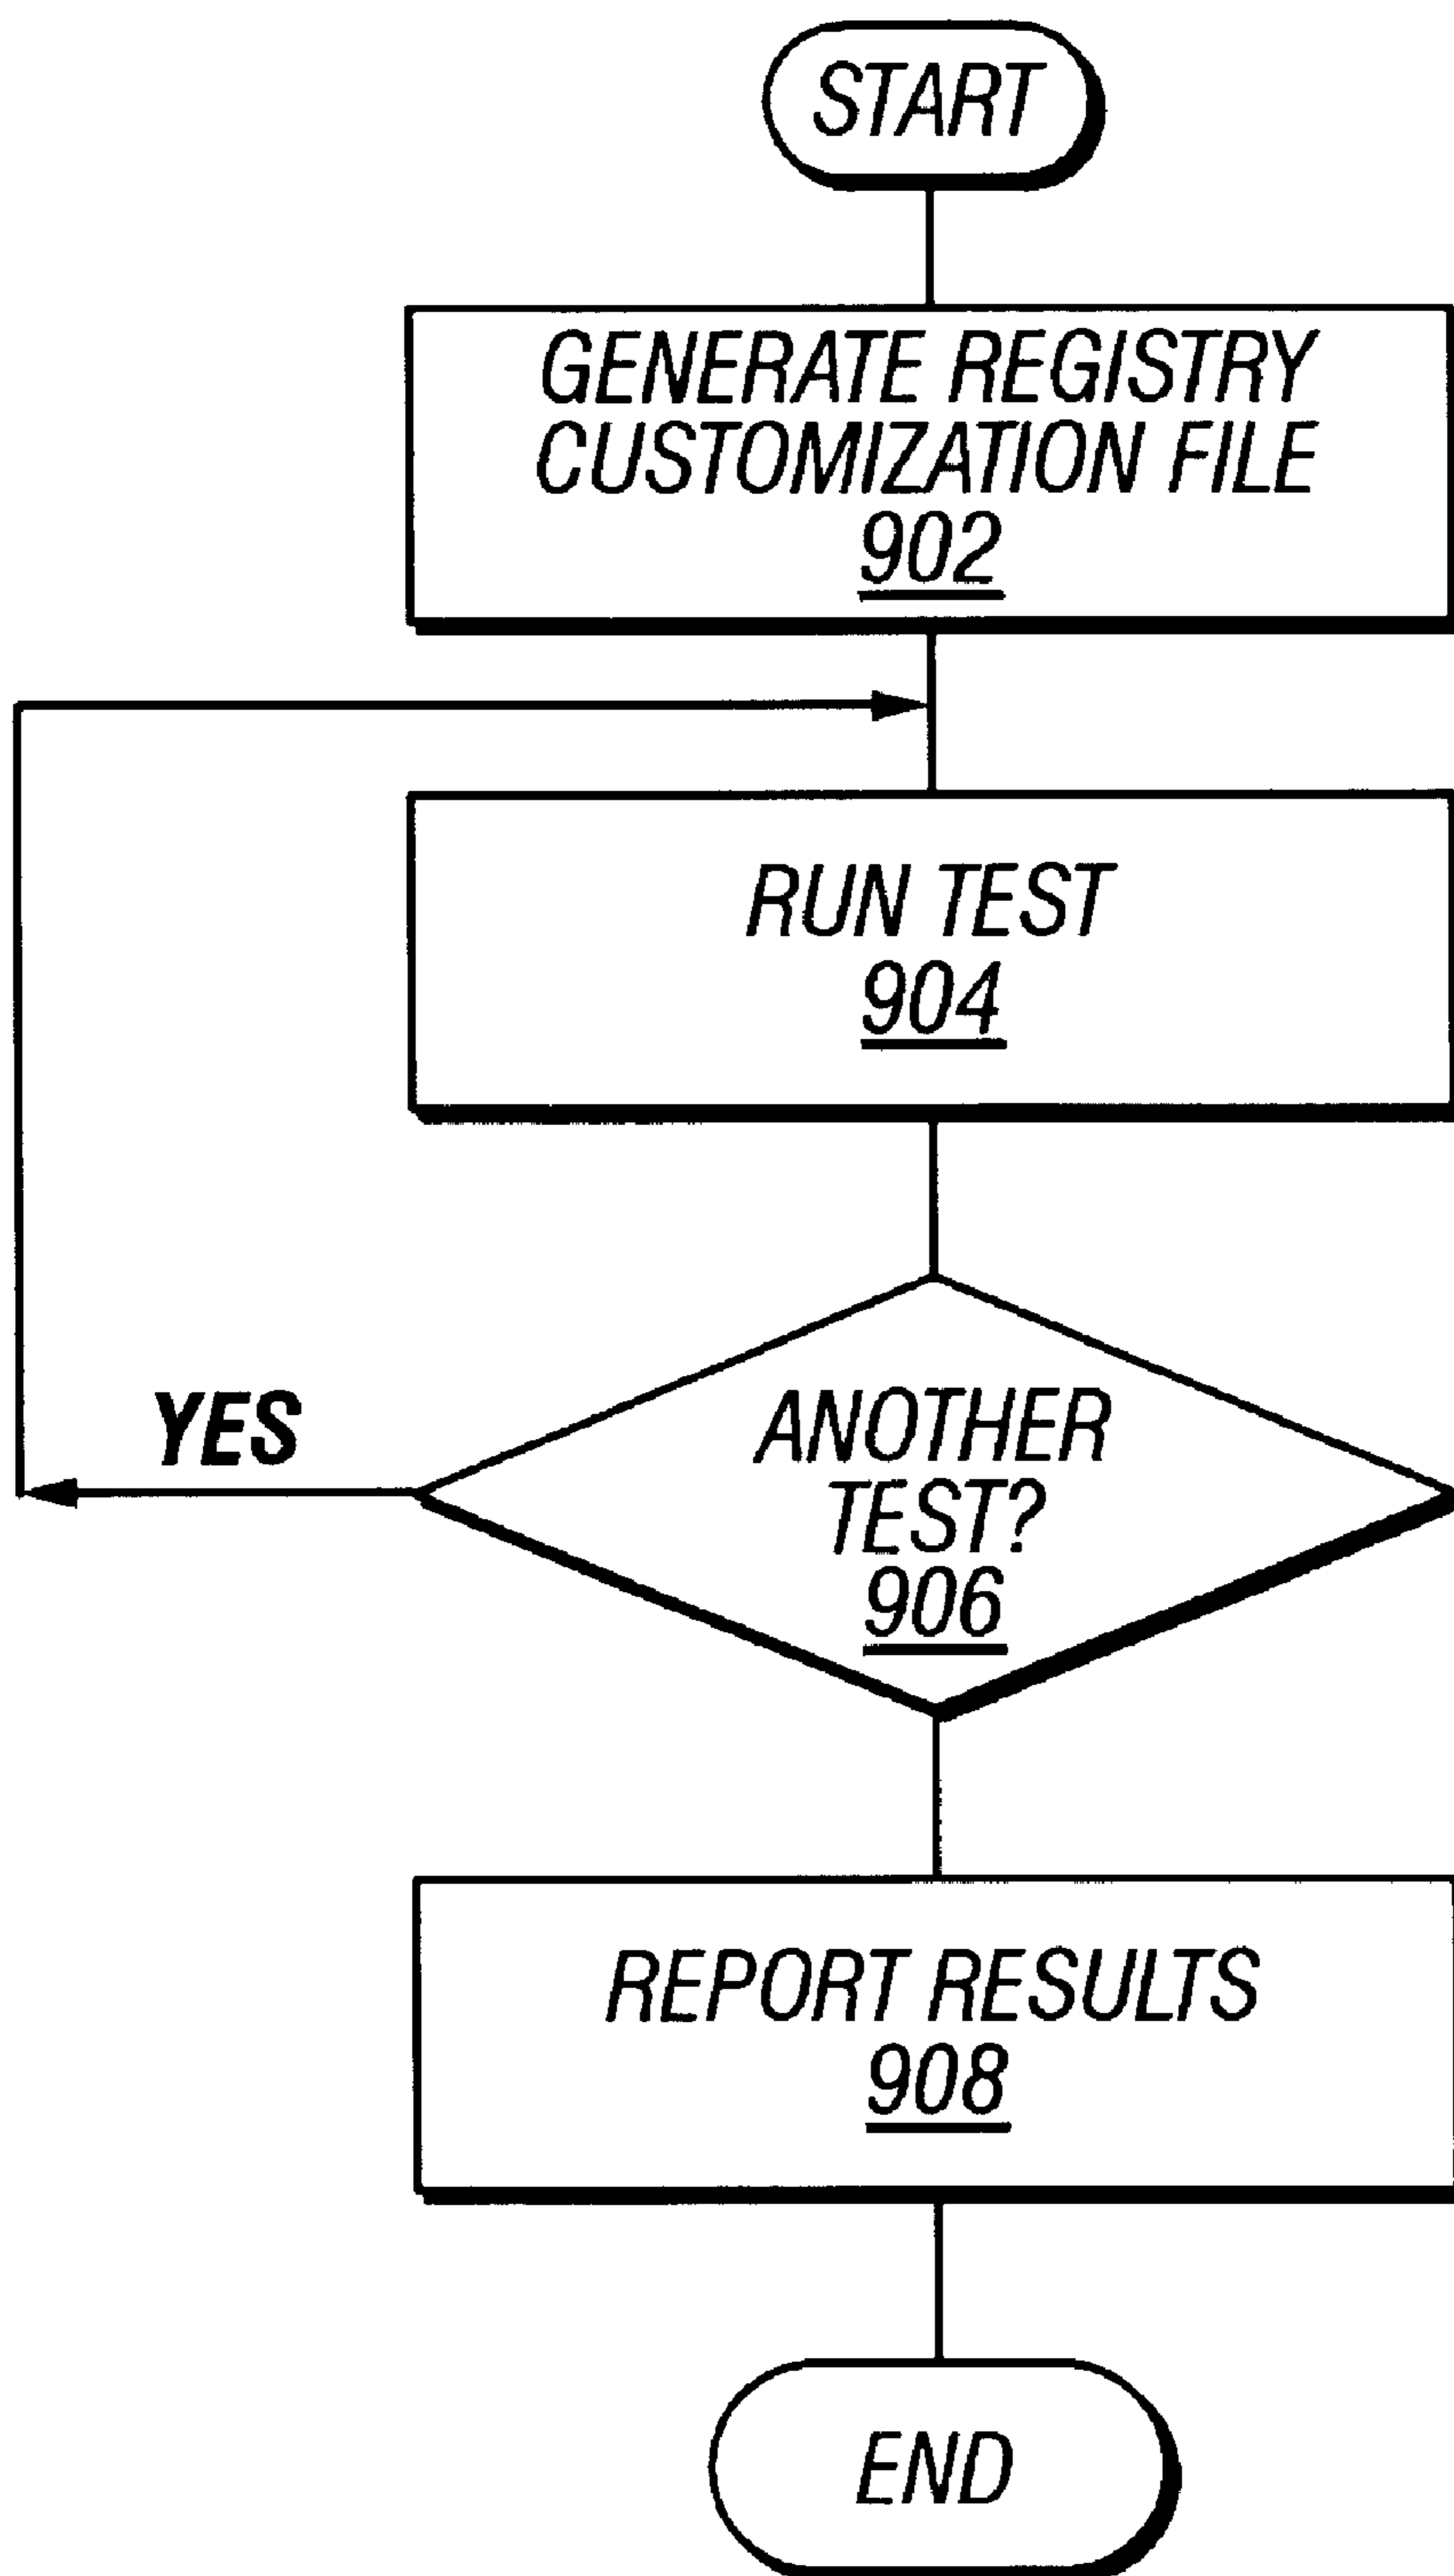 START
GENERATE REGISTRY
CUSTOMIZATION FILE
902
RUN TEST
904
YES
ANOTHER
TEST?
906
REPORT RESULTS
908
END